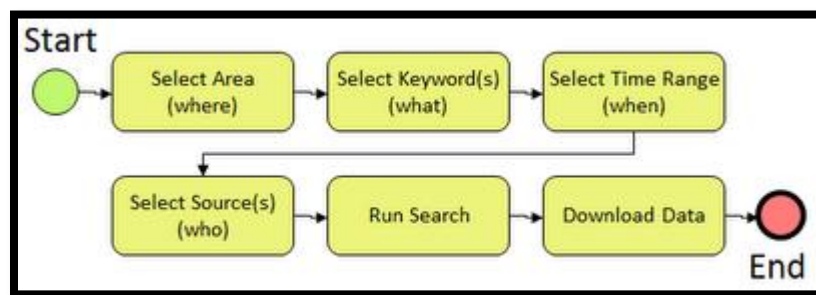 Start
Select Area
(where)
Select Keyword(s)
(what)
Select Time Range
(when)
Select Source(s)
(who)
Run Search
Download Data
End